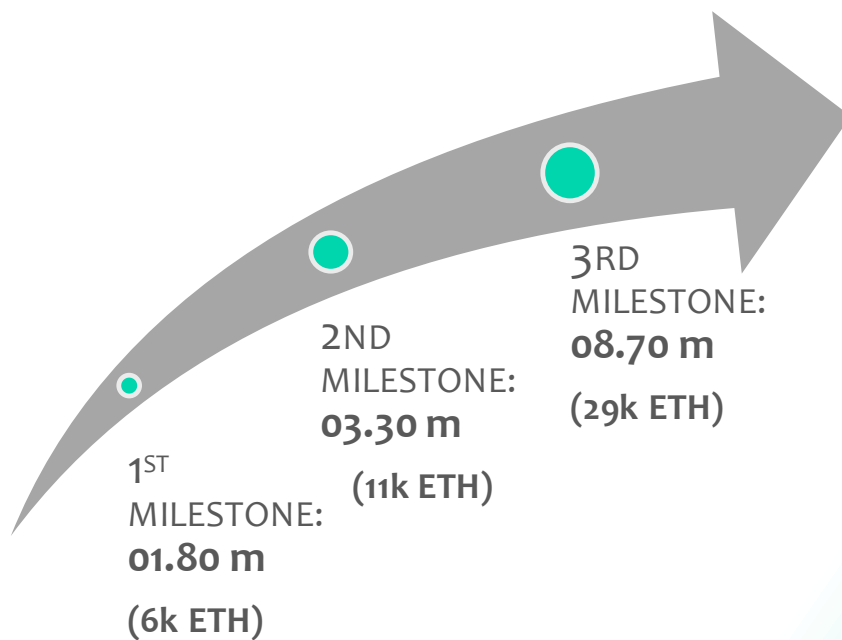 1ST
MILESTONE:
01.80 m
(6k ETH)
2ND
MILESTONE:
03.30 m
(11k ETH)
3RD
MILESTONE:
08.70 m
(29k ETH)